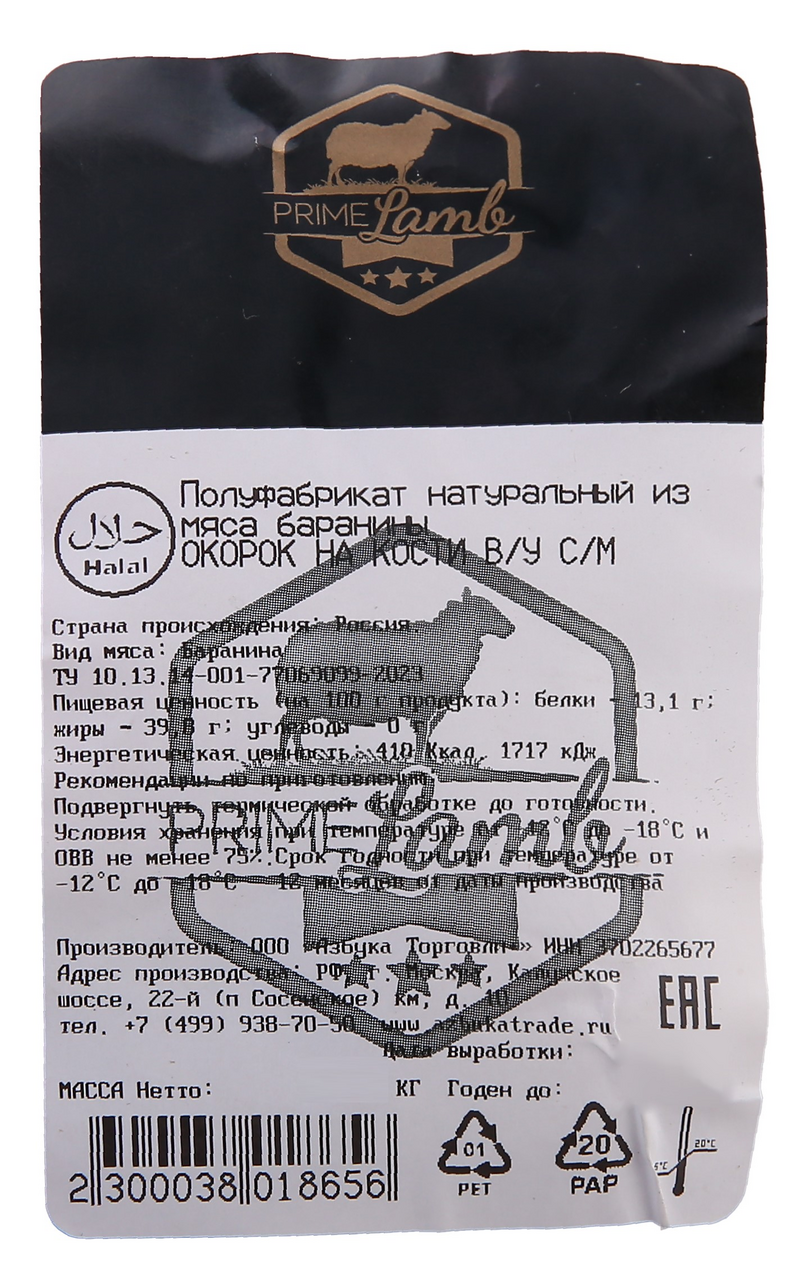 PRIME Lamb
حلال
Halal
Полуфабрикат натуральный из
мяса баранины
ОКОРОК НА КОСТИ В/У С/М
Страна происхождения: Россия.
Вид мяса: Баранина
ТУ 10.13.14-001-77069099-2023
Пищевая ценность (на 100 г продукта): белки - 13,1 г;
жиры - 39,8 г; углеводы - 0 г
Энергетическая ценность: 410 Ккал, 1717 кДж
Рекомендации по приготовлению:
Подвергнуть термической обработке до готовности.
Условия хранения при температуре от -12°С до -18°С и
ОВВ не менее 75%.Срок годности при температуре от
-12°С до -18°С - 12 месяцев от даты производства
PRIME Lamb
Производитель: ООО «Азбука Торговли» ИНН 9702265677
Адрес производства: РФ, г. Москва, Калужское
шоссе, 22-й (п Сосенское) км, д. 10
тел. +7 (499) 938-70-50, www.azbukatrade.ru
EAC
Дата выработки:
МАССА Нетто: КГ Годен до:
2 300038 018656
01
PET
20
PAP
5°C
20°C